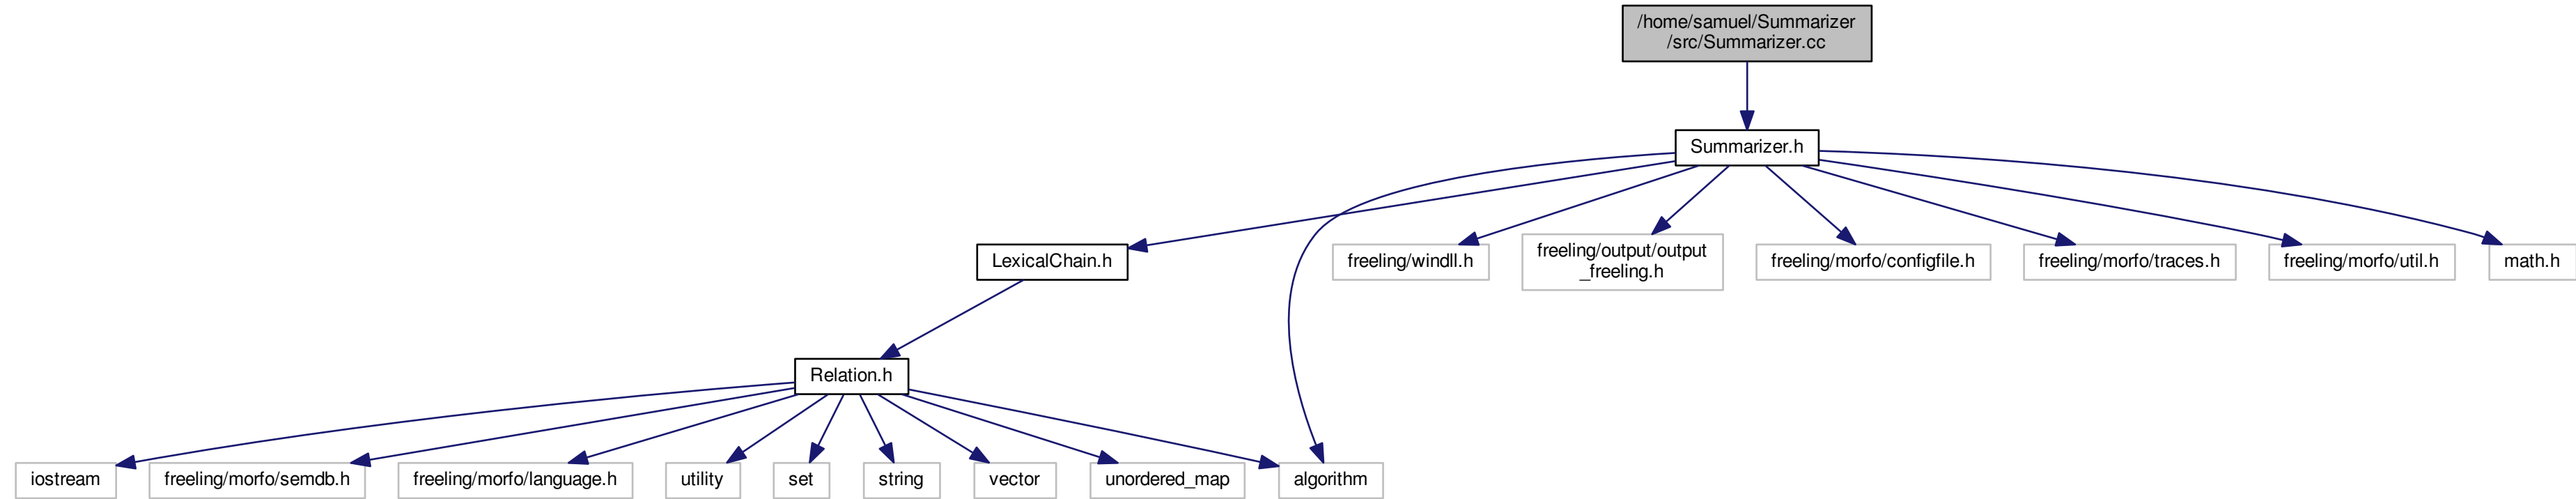 /home/samuel/Summarizer
/src/Summarizer.cc
Summarizer.h
LexicalChain.h
freeling/windll.h
freeling/output/output
_freeling.h
freeling/morfo/configfile.h
freeling/morfo/traces.h
freeling/morfo/util.h
math.h
Relation.h
iostream
freeling/morfo/semdb.h
freeling/morfo/language.h
utility
set
string
vector
unordered_map
algorithm